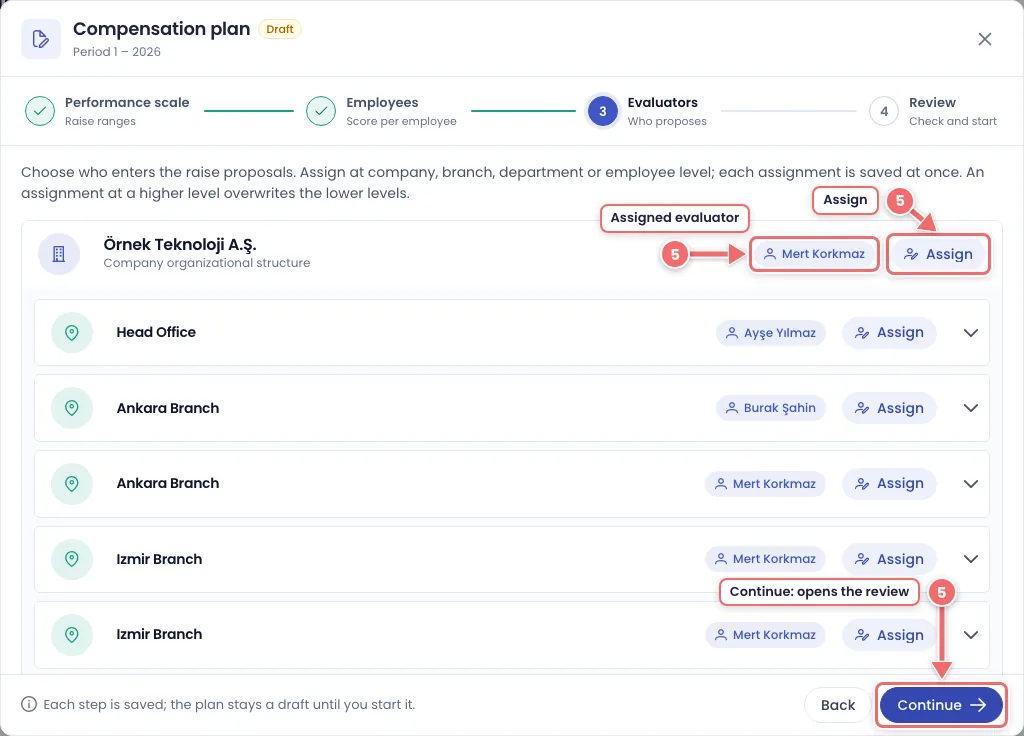 Compensation plan
Draft
Period 1 – 2026
Performance scale
Raise ranges
Employees
Score per employee
3
Evaluators
Who proposes
4
Review
Check and start
Choose who enters the raise proposals. Assign at company, branch, department or employee level; each assignment is saved at once. An
assignment at a higher level overwrites the lower levels.
Assign
5
Assigned evaluator
5
Örnek Teknoloji A.Ş.
Company organizational structure
Mert Korkmaz
Assign
Head Office
Ayşe Yılmaz
Assign
Ankara Branch
Burak Şahin
Assign
Ankara Branch
Mert Korkmaz
Assign
Izmir Branch
Mert Korkmaz
Assign
Continue: opens the review
5
Izmir Branch
Mert Korkmaz
Assign
Each step is saved; the plan stays a draft until you start it.
Back
Continue